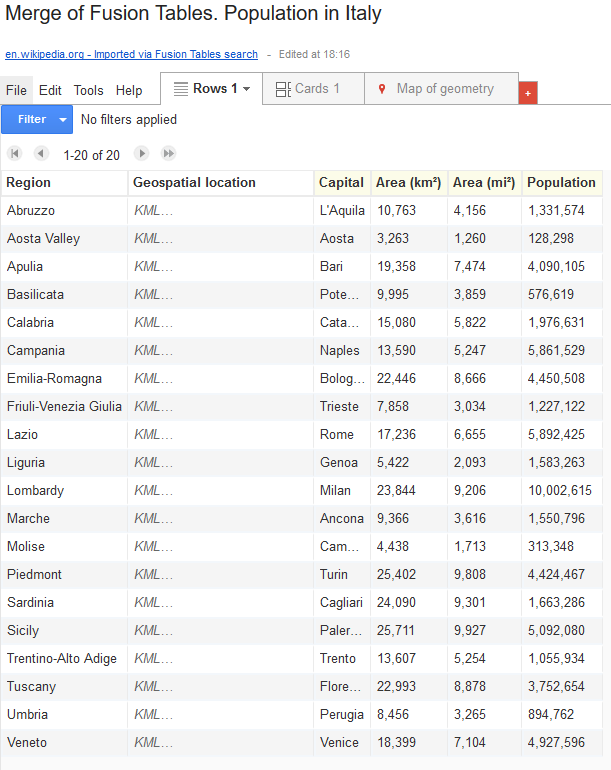 Merge of Fusion Tables. Population in Italy
en.wikipedia.org - Imported via Fusion Tables search - Edited at 18:16
File Edit Tools Help Rows 1 Cards 1 Map of geometry +
Filter No filters applied
1-20 of 20
Region Geospatial location Capital Area (km²) Area (mi²) Population
Abruzzo KML... L'Aquila 10,763 4,156 1,331,574
Aosta Valley KML... Aosta 3,263 1,260 128,298
Apulia KML... Bari 19,358 7,474 4,090,105
Basilicata KML... Pote... 9,995 3,859 576,619
Calabria KML... Cata... 15,080 5,822 1,976,631
Campania KML... Naples 13,590 5,247 5,861,529
Emilia-Romagna KML... Bolog... 22,446 8,666 4,450,508
Friuli-Venezia Giulia KML... Trieste 7,858 3,034 1,227,122
Lazio KML... Rome 17,236 6,655 5,892,425
Liguria KML... Genoa 5,422 2,093 1,583,263
Lombardy KML... Milan 23,844 9,206 10,002,615
Marche KML... Ancona 9,366 3,616 1,550,796
Molise KML... Cam... 4,438 1,713 313,348
Piedmont KML... Turin 25,402 9,808 4,424,467
Sardinia KML... Cagliari 24,090 9,301 1,663,286
Sicily KML... Paler... 25,711 9,927 5,092,080
Trentino-Alto Adige KML... Trento 13,607 5,254 1,055,934
Tuscany KML... Flore... 22,993 8,878 3,752,654
Umbria KML... Perugia 8,456 3,265 894,762
Veneto KML... Venice 18,399 7,104 4,927,596